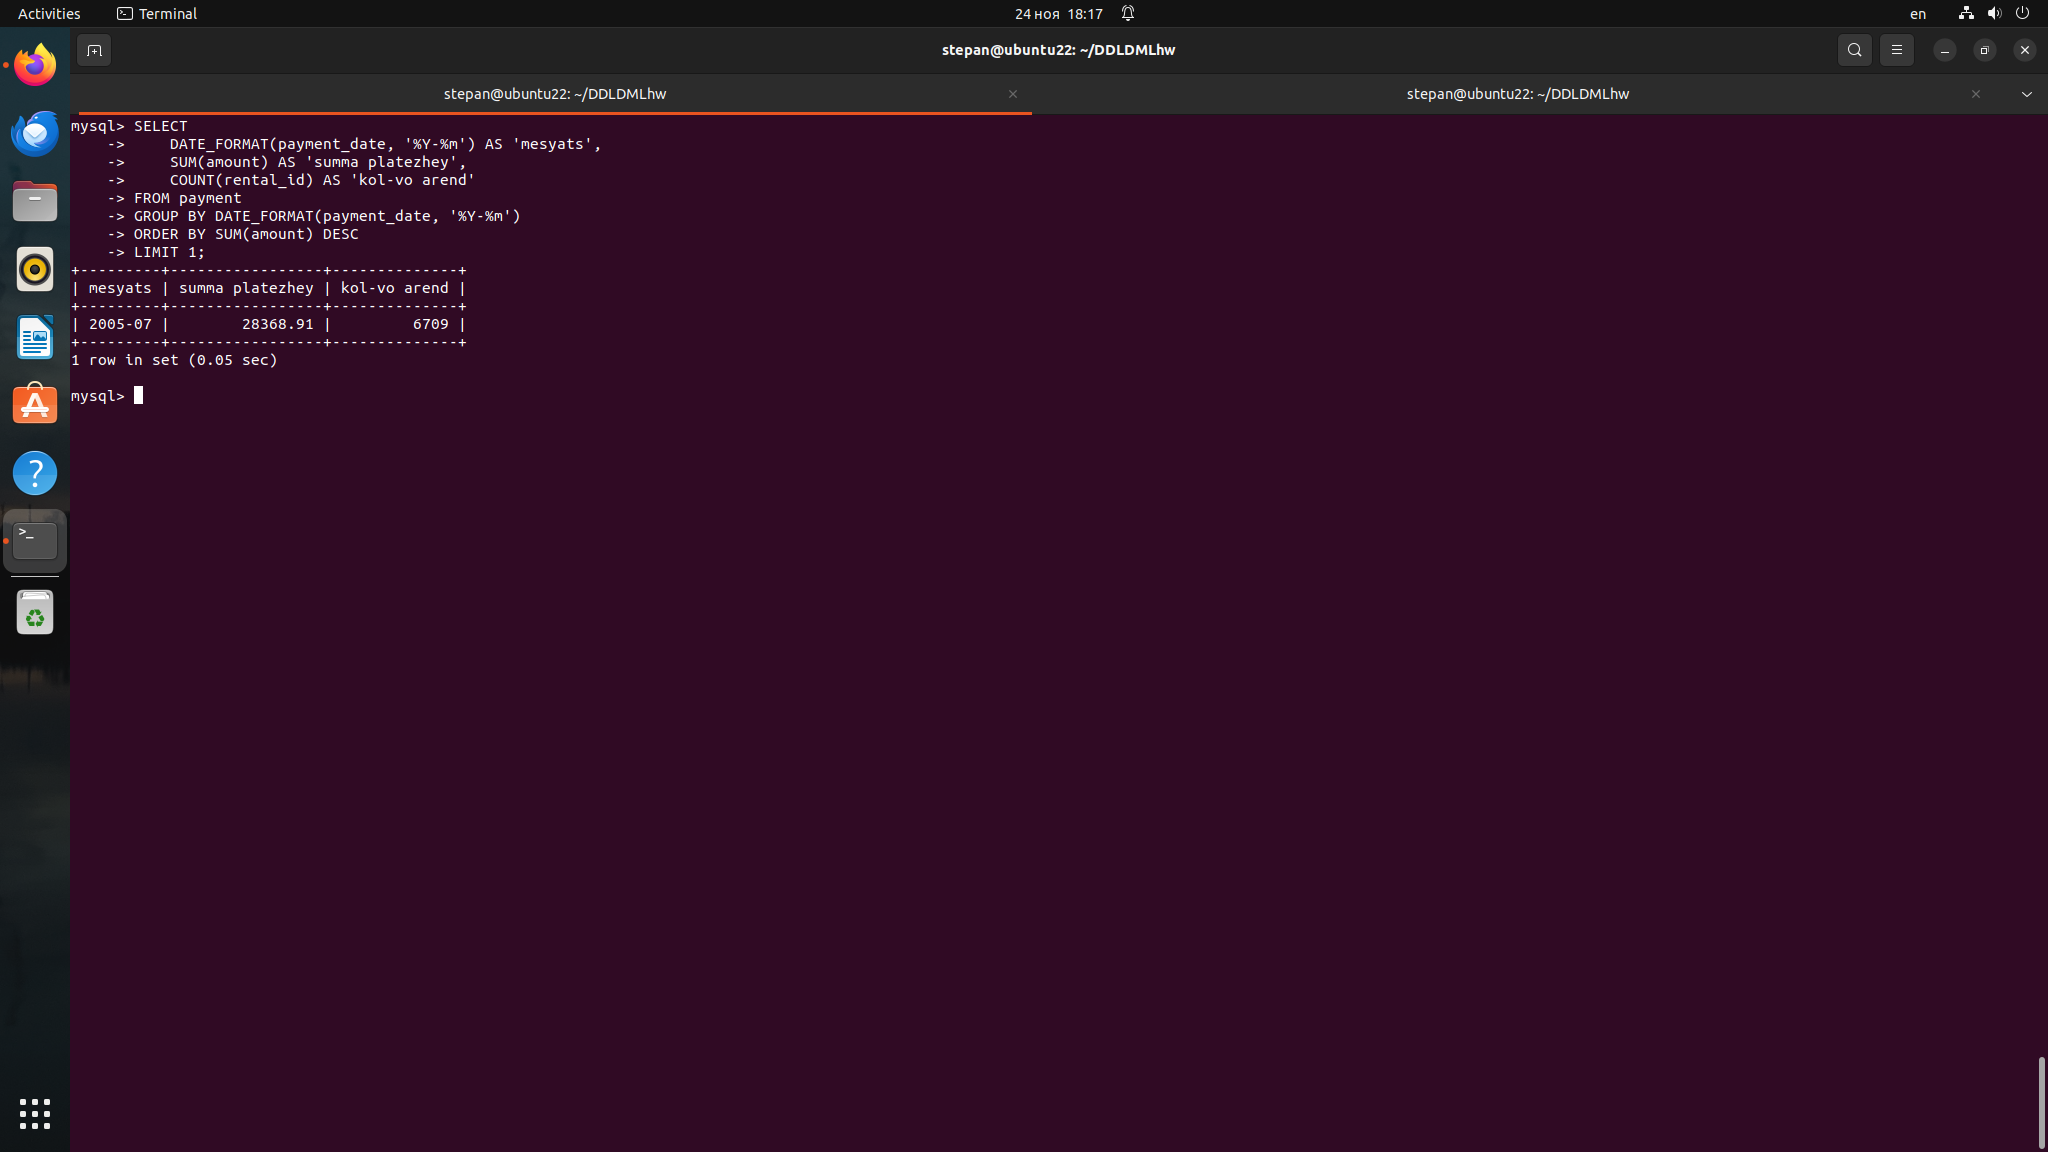 Activities
Terminal
24 ноя 18:17
en
stepan@ubuntu22: ~/DDLDMLhw
stepan@ubuntu22: ~/DDLDMLhw
stepan@ubuntu22: ~/DDLDMLhw
mysql> SELECT
    ->     DATE_FORMAT(payment_date, '%Y-%m') AS 'mesyats',
    ->     SUM(amount) AS 'summa platezhey',
    ->     COUNT(rental_id) AS 'kol-vo arend'
    -> FROM payment
    -> GROUP BY DATE_FORMAT(payment_date, '%Y-%m')
    -> ORDER BY SUM(amount) DESC
    -> LIMIT 1;
+---------+-----------------+--------------+
| mesyats | summa platezhey | kol-vo arend |
+---------+-----------------+--------------+
| 2005-07 |        28368.91 |         6709 |
+---------+-----------------+--------------+
1 row in set (0.05 sec)
mysql>